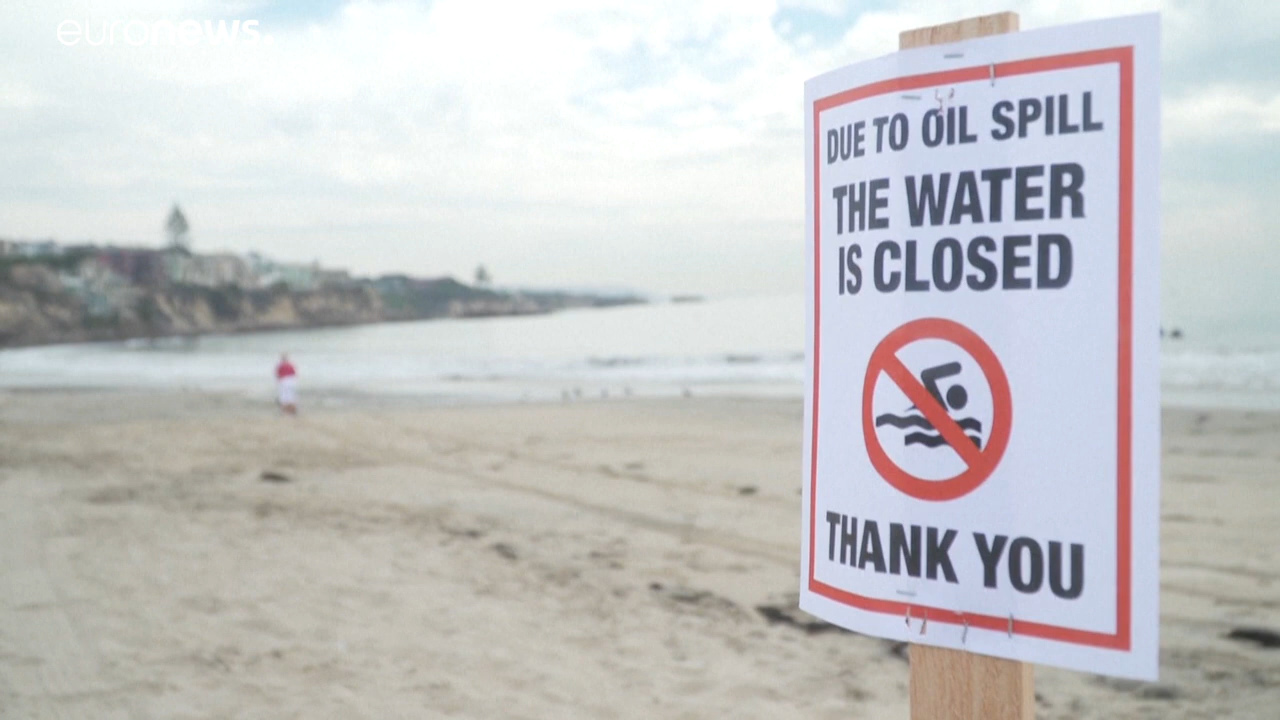 euronews.
DUE TO OIL SPILL
THE WATER
IS CLOSED
THANK YOU